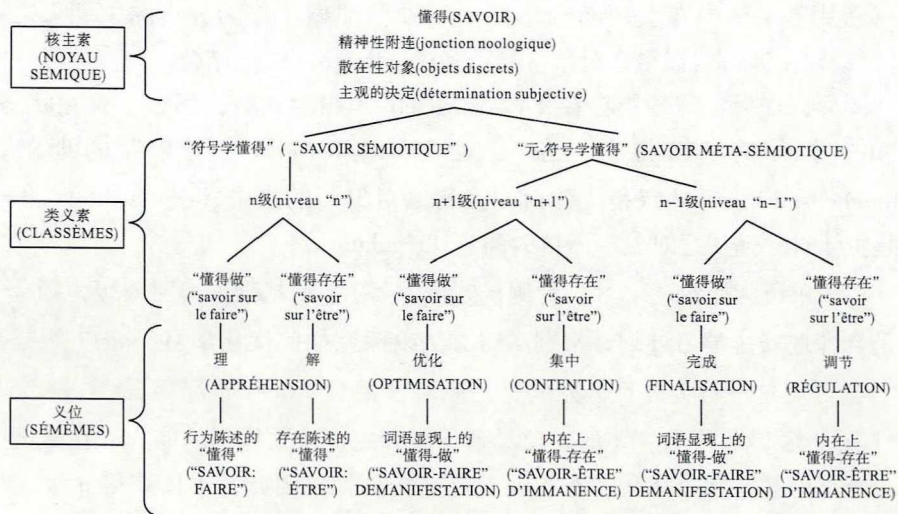 懂得(SAVOIR)
精神性附连(jonction noologique)
散在性对象(objets discrets)
主观的决定(détermination subjective)
核主素
(NOYAU
SÉMIQUE)
“符号学懂得”(“SAVOIR SÉMIOTIQUE”)
“元-符号学懂得”(SAVOIR MÉTA-SÉMIOTIQUE)
n级(niveau “n”)
n+1级(niveau “n+1”)
n–1级(niveau “n–1”)
类义素
(CLASSÈMES)
“懂得做”
(“savoir sur
le faire”)
“懂得存在”
(“savoir
sur l’être”)
“懂得做”
(“savoir sur
le faire”)
“懂得存在”
(“savoir
sur l’être”)
“懂得做”
(“savoir sur
le faire”)
“懂得存在”
(“savoir
sur l’être”)
理 解
(APPRÉHENSION)
优化
(OPTIMISATION)
集中
(CONTENTION)
完成
(FINALISATION)
调节
(RÉGULATION)
义位
(SÉMÈMES)
行为陈述的
“懂得”
(“SAVOIR:
FAIRE”)
存在陈述的
“懂得”
(“SAVOIR:
ÊTRE”)
词语显现上的
“懂得-做”
(“SAVOIR-FAIRE”
DEMANIFESTATION)
内在上
“懂得-存在”
(“SAVOIR-ÊTRE”
D’IMMANENCE)
词语显现上的
“懂得-做”
(“SAVOIR-FAIRE”
DEMANIFESTATION)
内在上
“懂得-存在”
(“SAVOIR-ÊTRE”
D’IMMANENCE)